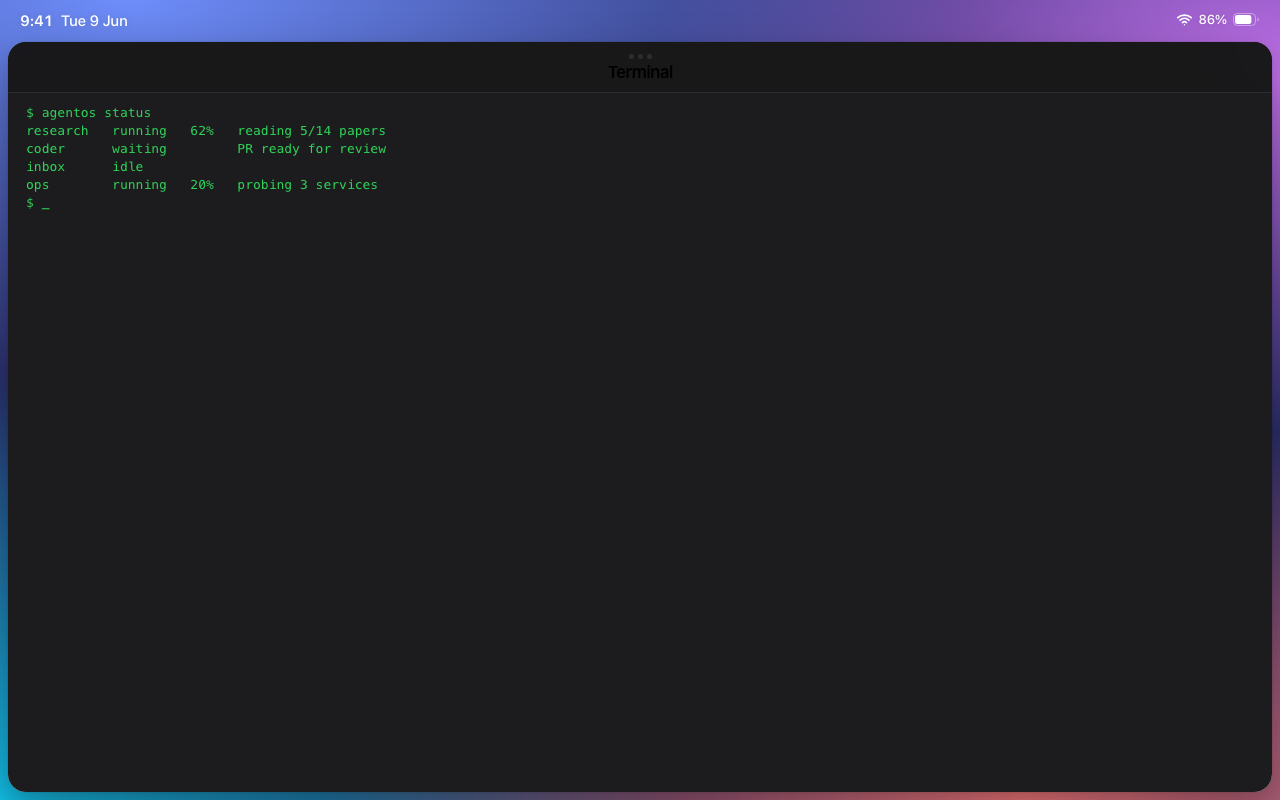 9:41 Tue 9 Jun 86%
Terminal
$ agentos status
research   running   62%   reading 5/14 papers
coder      waiting         PR ready for review
inbox      idle
ops        running   20%   probing 3 services
$ _